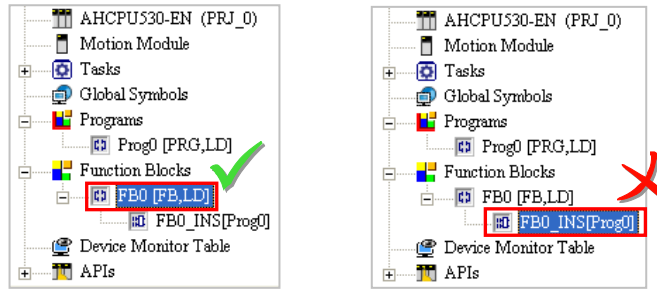 AHCPU530-EN (PRJ_0)
Motion Module
Tasks
Global Symbols
Programs
Prog0 [PRG,LD]
Function Blocks
FB0 [FB,LD]
FB0_INS[Prog0]
Device Monitor Table
APIs
AHCPU530-EN (PRJ_0)
Motion Module
Tasks
Global Symbols
Programs
Prog0 [PRG,LD]
Function Blocks
FB0 [FB,LD]
FB0_INS[Prog0]
Device Monitor Table
APIs